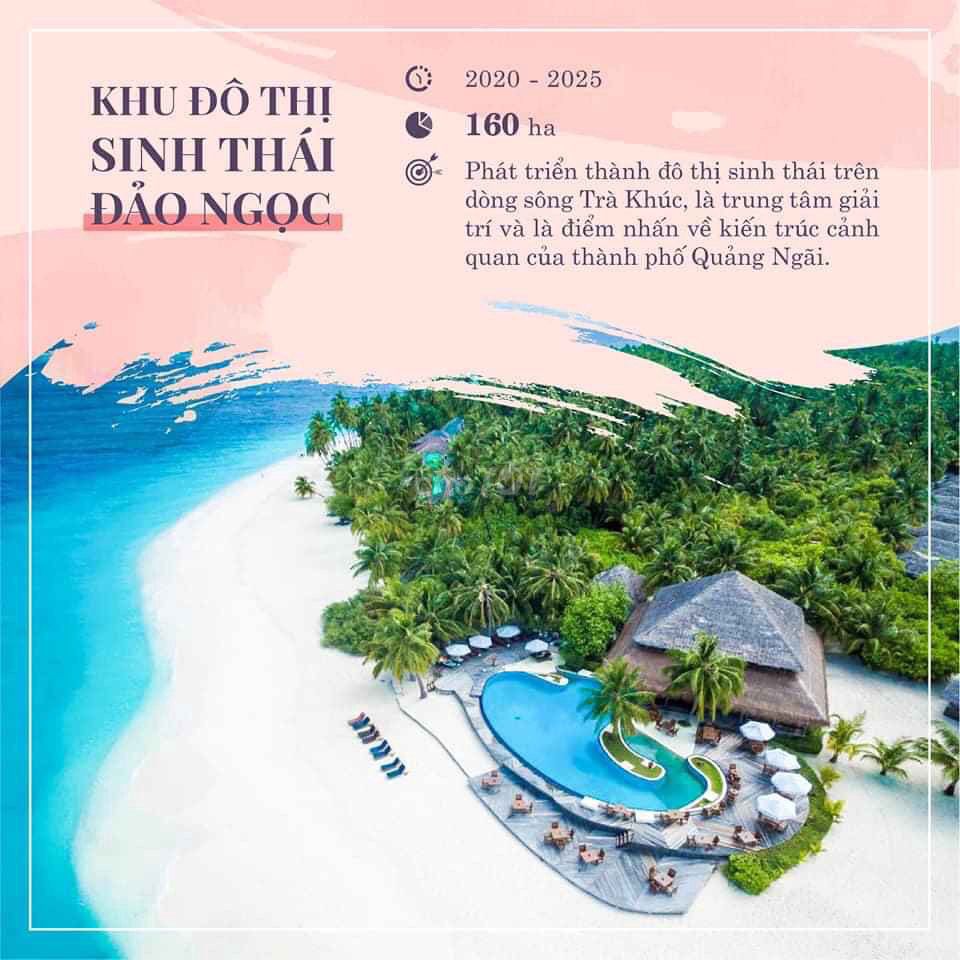 KHU ĐÔ THỊ
SINH THÁI
ĐẢO NGỌC
2020 - 2025
160 ha
Phát triển thành đô thị sinh thái trên
dòng sông Trà Khúc, là trung tâm giải
trí và là điểm nhấn về kiến trúc cảnh
quan của thành phố Quảng Ngãi.